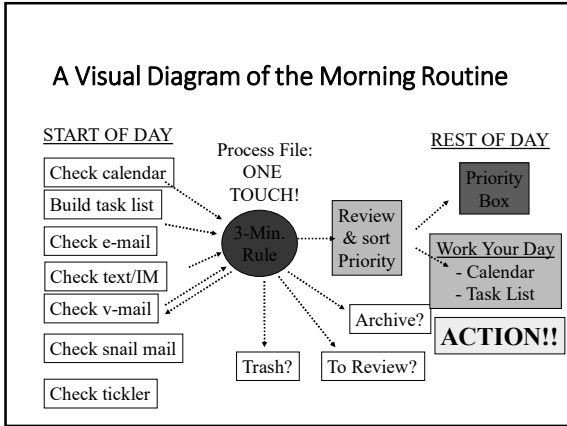 A Visual Diagram of the Morning Routine
START OF DAY
Check calendar
Build task list
Check e-mail
Check text/IM
Check v-mail
Check snail mail
Check tickler
Process File:
ONE
TOUCH!
3-Min.
Rule
Trash?
To Review?
Archive?
Review
& sort
Priority
REST OF DAY
Priority
Box
Work Your Day
- Calendar
- Task List
ACTION!!